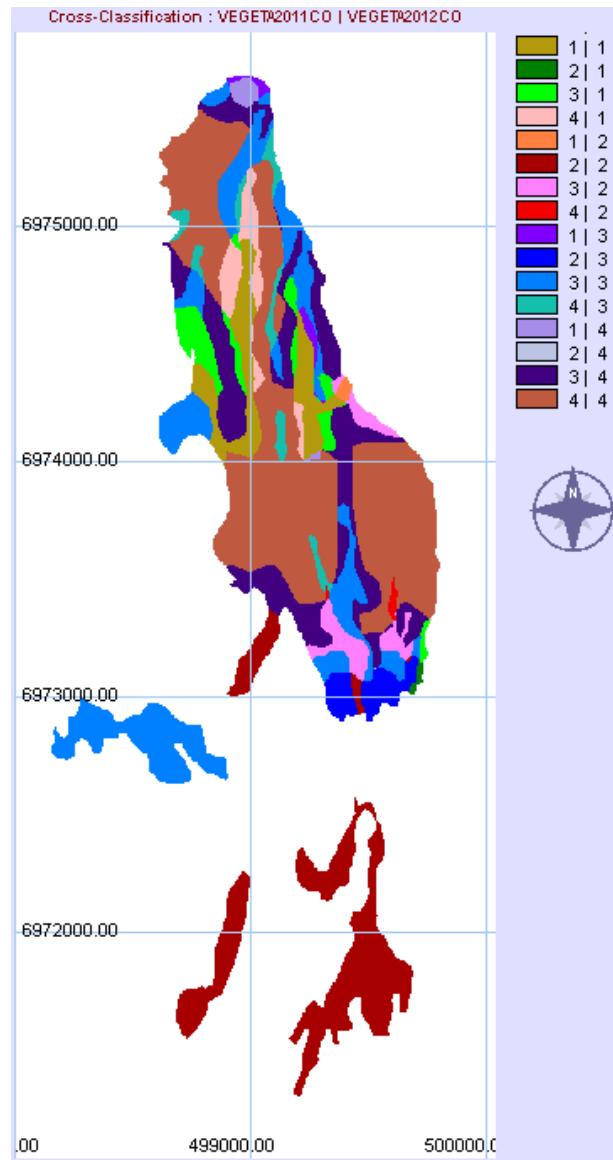 Cross-Classification : VEGETA2011CO | VEGETA2012CO
1 | 1
2 | 1
3 | 1
4 | 1
1 | 2
2 | 2
3 | 2
4 | 2
1 | 3
2 | 3
3 | 3
4 | 3
1 | 4
2 | 4
3 | 4
4 | 4
N
6975000.00
6974000.00
6973000.00
6972000.00
.00 499000.00 500000.(